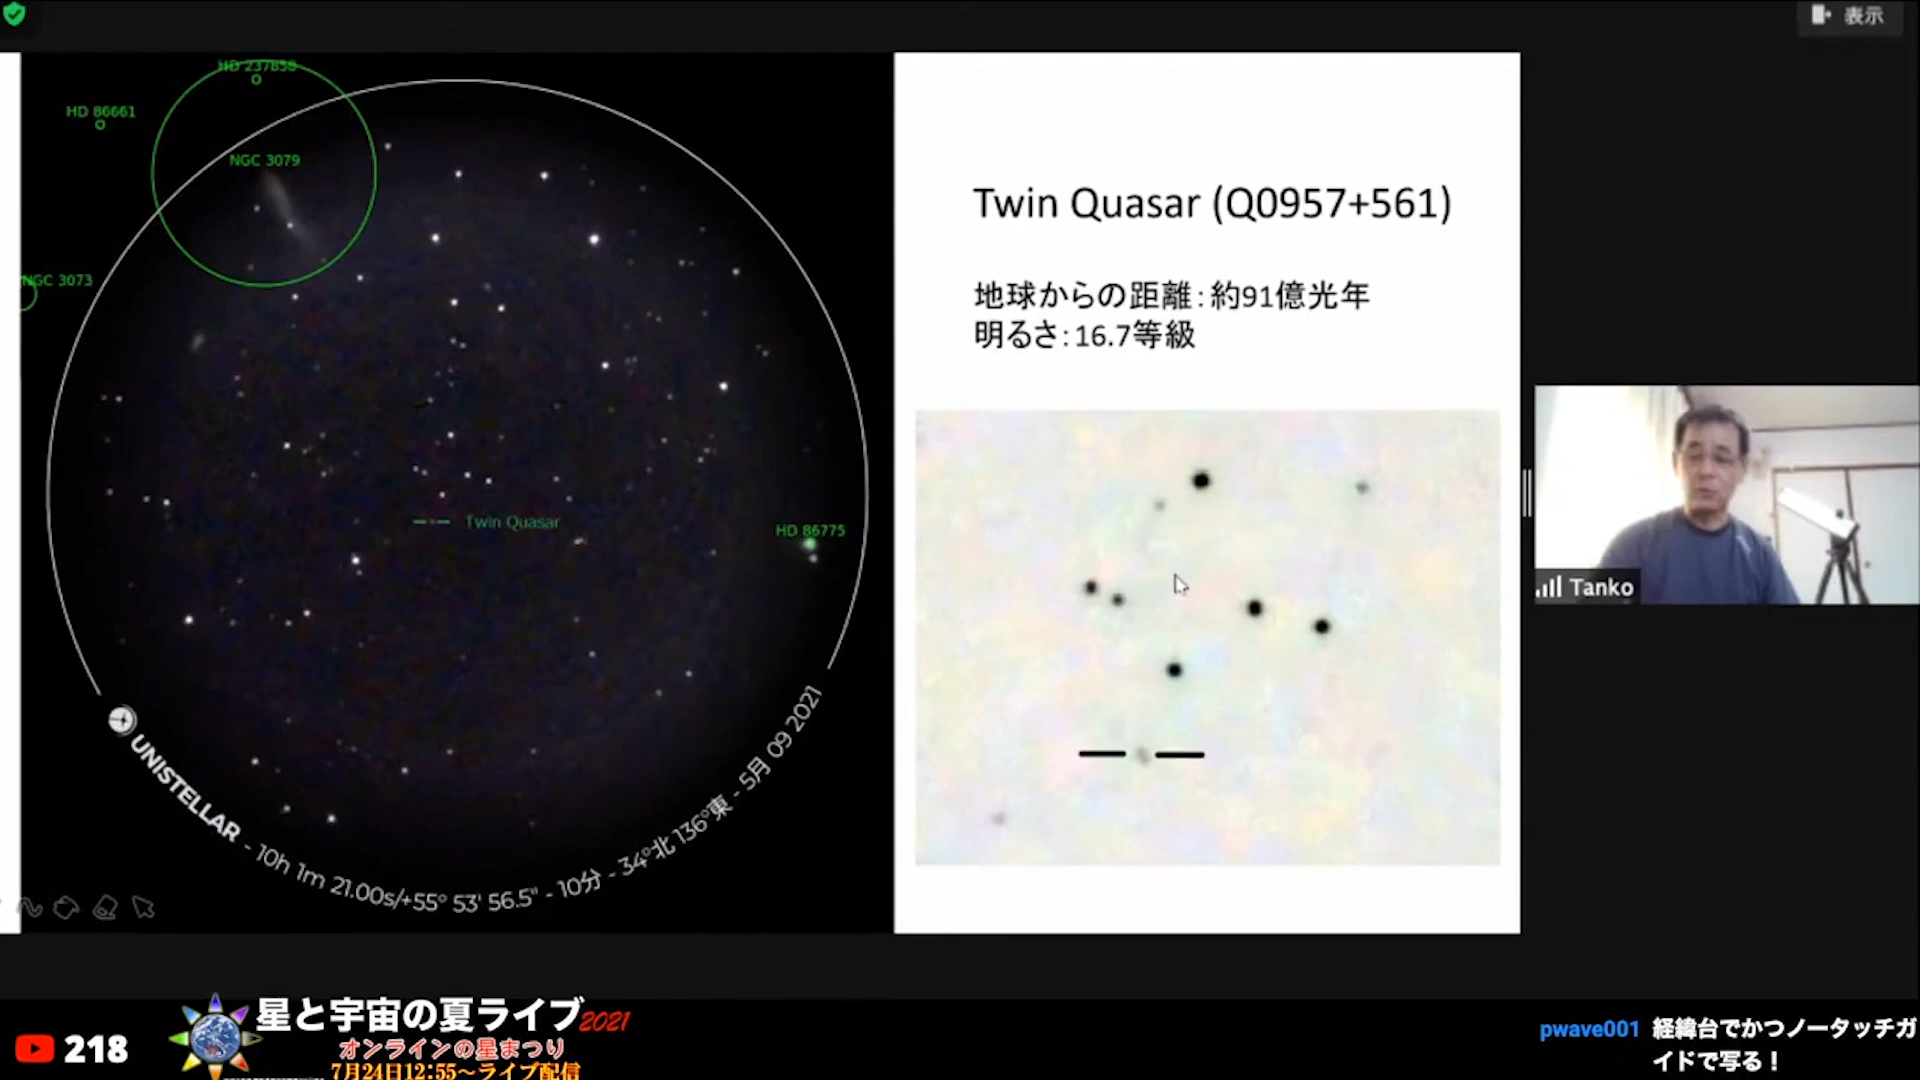 表示
HD 237858
HD 86661
NGC 3079
NGC 3073
Twin Quasar
HD 86775
UNISTELLAR - 10h 1m 21.00s/+55° 53' 56.5" - 10分 - 34°北 136°東 - 5月 09 2021
Twin Quasar (Q0957+561)
地球からの距離：約91億光年
明るさ：16.7等級
Tanko
218
星と宇宙の夏ライブ2021
オンラインの星まつり
7月24日12:55～ライブ配信
pwave001 経緯台でかつノータッチガ
イドで写る！